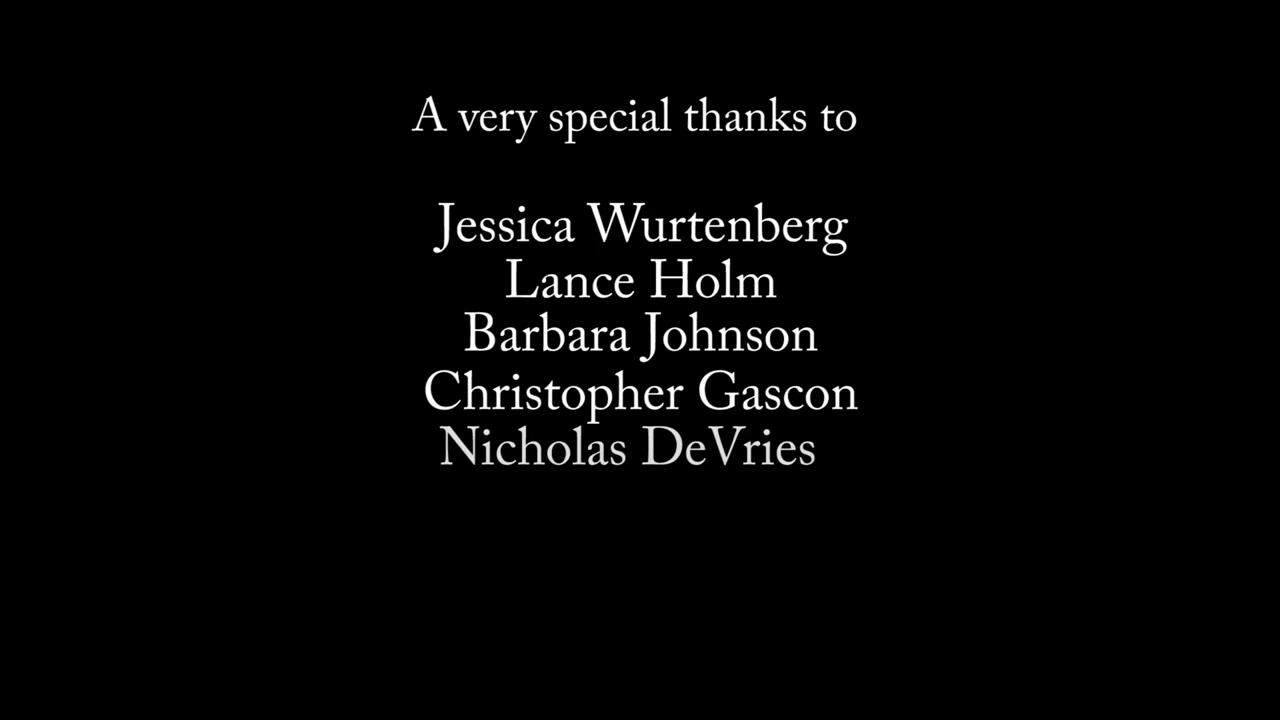 A very special thanks to
Jessica Wurtenberg
Lance Holm
Barbara Johnson
Christopher Gascon
Nicholas DeVries